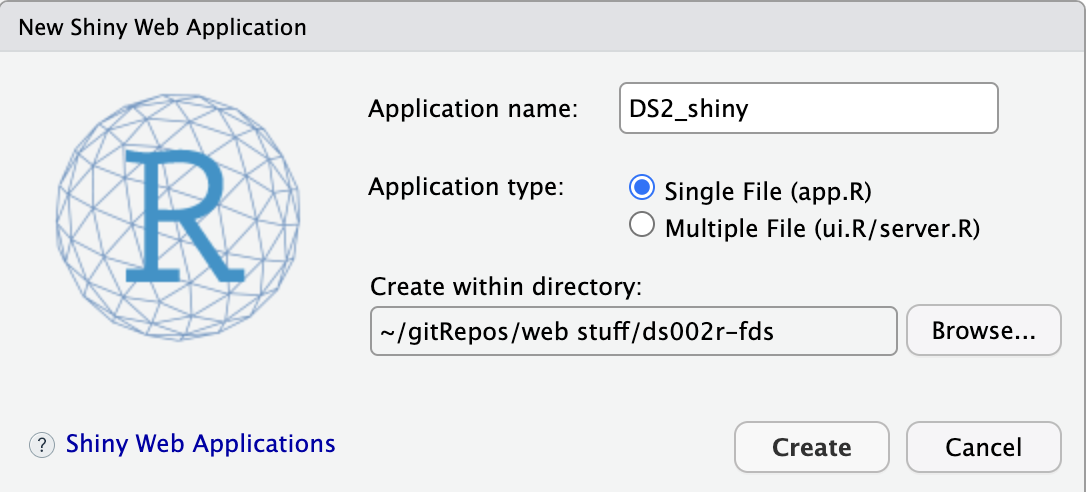 New Shiny Web Application
R
Application name: DS2_shiny
Application type: Single File (app.R)
Multiple File (ui.R/server.R)
Create within directory:
~/gitRepos/web stuff/ds002r-fds Browse...
? Shiny Web Applications Create Cancel